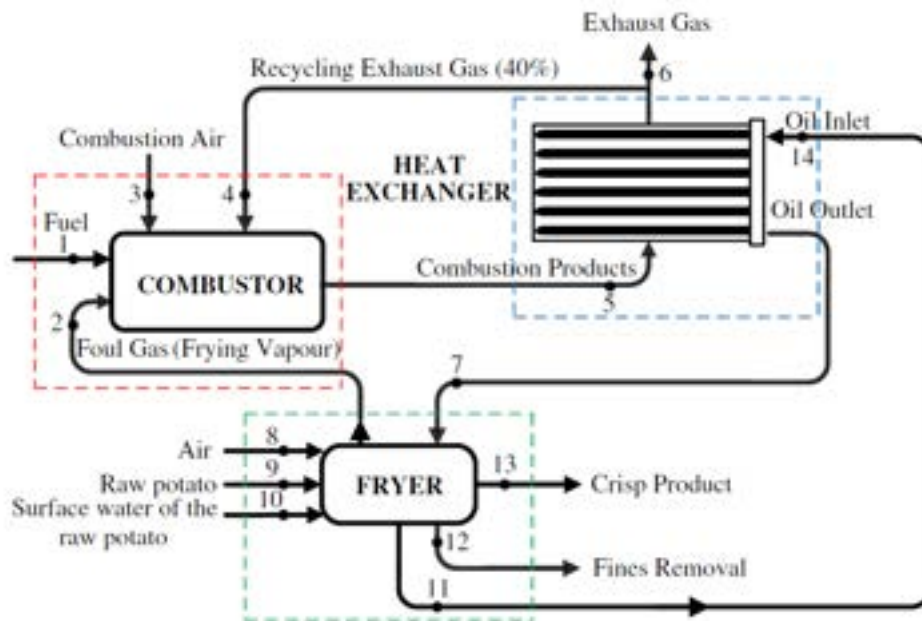 Exhaust Gas
Recycling Exhaust Gas (40%)
6
Combustion Air
Oil Inlet
HEAT
EXCHANGER
14
3
4
Fuel
Oil Outlet
1
COMBUSTOR
Combustion Products
5
2
Foul Gas (Frying Vapour)
7
Air
8
13
Raw potato
9
FRYER
Crisp Product
Surface water of the
raw potato
10
12
Fines Removal
11